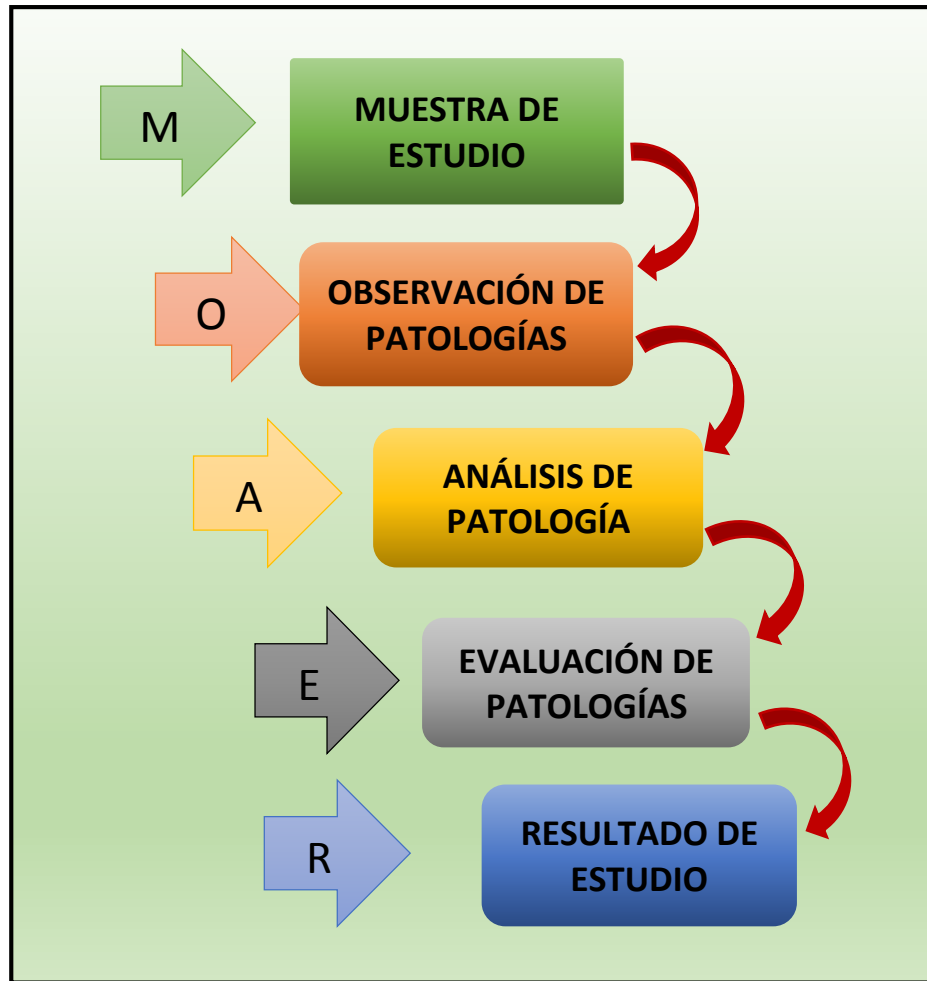 M
MUESTRA DE
ESTUDIO
O
OBSERVACIÓN DE
PATOLOGÍAS
A
ANÁLISIS DE
PATOLOGÍA
E
EVALUACIÓN DE
PATOLOGÍAS
R
RESULTADO DE
ESTUDIO